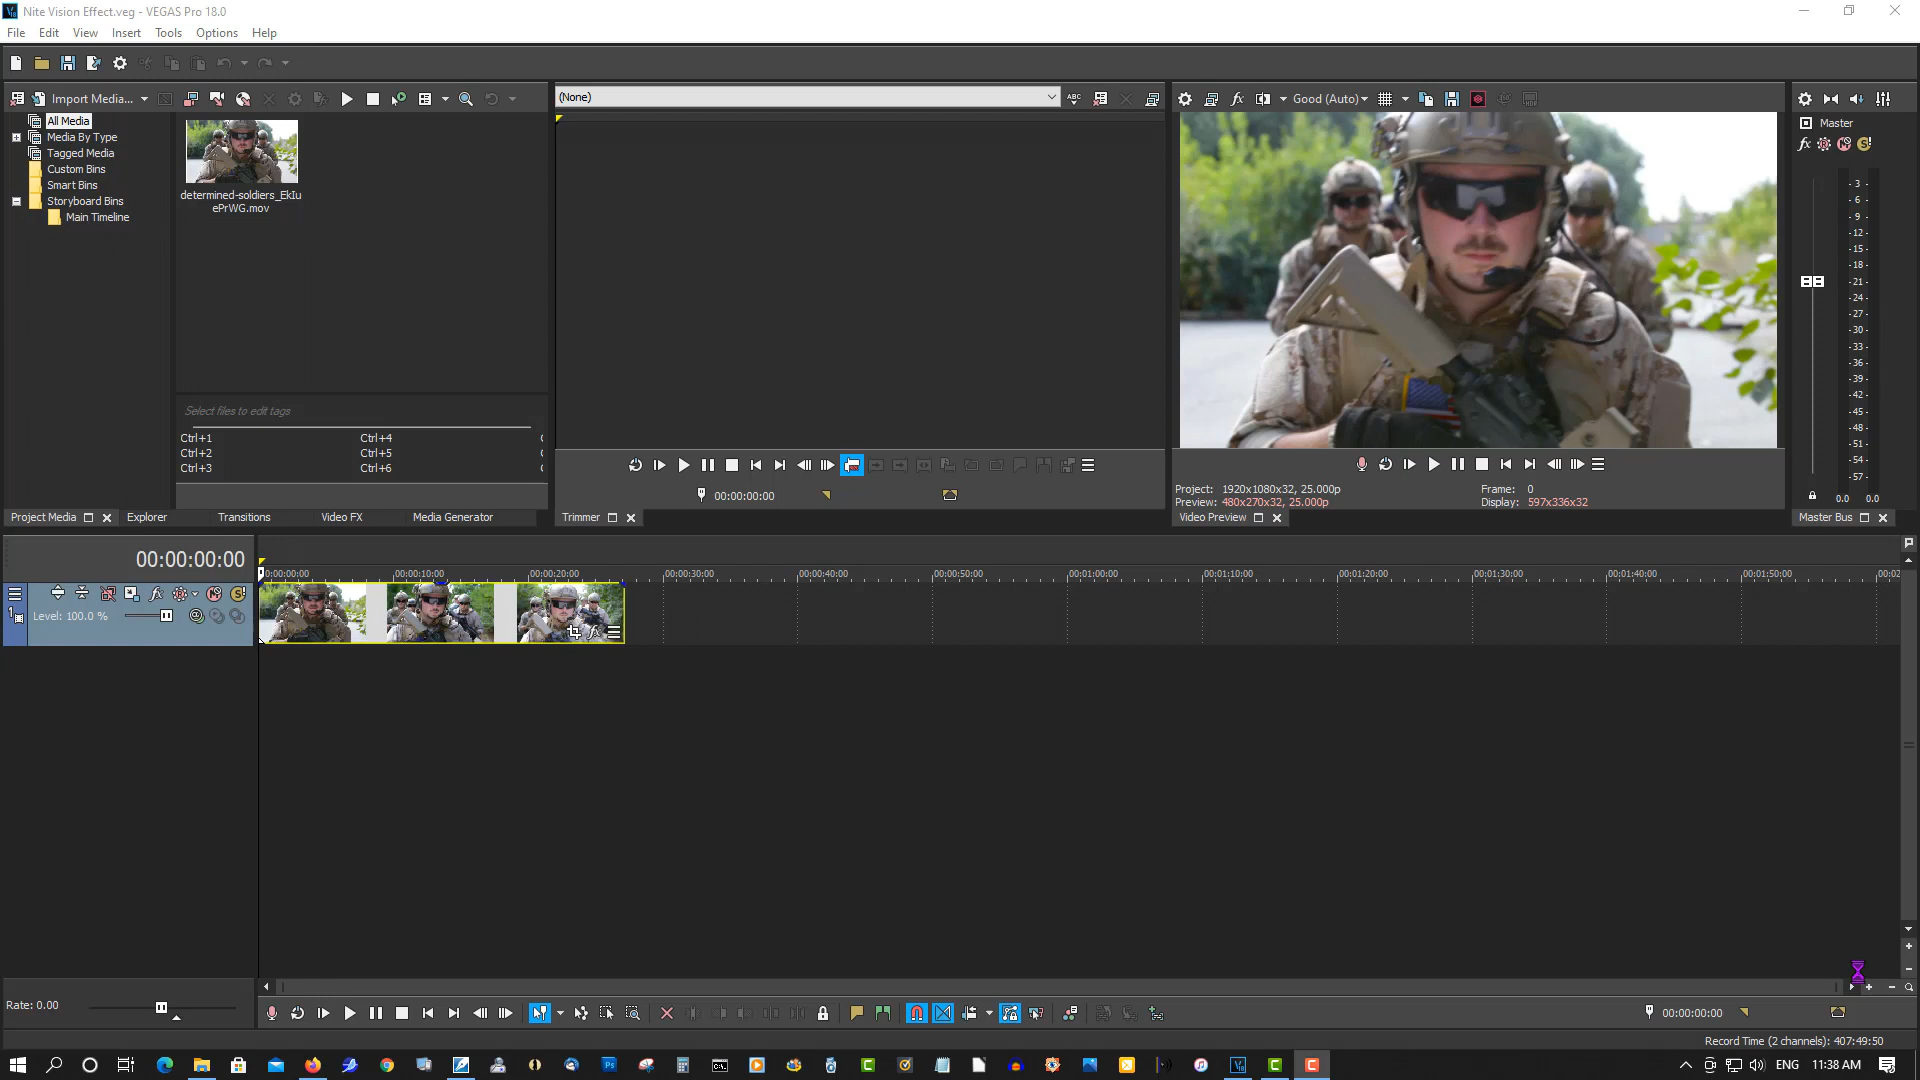 Nite Vision Effect.veg - VEGAS Pro 18.0
File Edit View Insert Tools Options Help
Import Media...
(None)
Good (Auto)
All Media
Media By Type
Tagged Media
Custom Bins
Smart Bins
Storyboard Bins
Main Timeline
determined-soldiers_EkIu
ePrWG.mov
Master
-3-
-6-
-9-
-12-
-15-
-18-
-21-
-24-
-27-
-30-
-33-
-36-
-39-
-42-
-45-
-48-
-51-
-54-
-57-
0.0 0.0
Select files to edit tags
Ctrl+1 Ctrl+4
Ctrl+2 Ctrl+5
Ctrl+3 Ctrl+6
00:00:00:00
Project: 1920x1080x32, 25.000p Frame: 0
Preview: 480x270x32, 25.000p Display: 597x336x32
Project Media Explorer Transitions Video FX Media Generator
Trimmer
Video Preview
Master Bus
00:00:00:00
0:00:00:00 00:00:10:00 00:00:20:00 00:00:30:00 00:00:40:00 00:00:50:00 00:01:00:00 00:01:10:00 00:01:20:00 00:01:30:00 00:01:40:00 00:01:50:00 00:02
Level: 100.0 %
1
Rate: 0.00
00:00:00:00
Record Time (2 channels): 407:49:50
ENG 11:38 AM